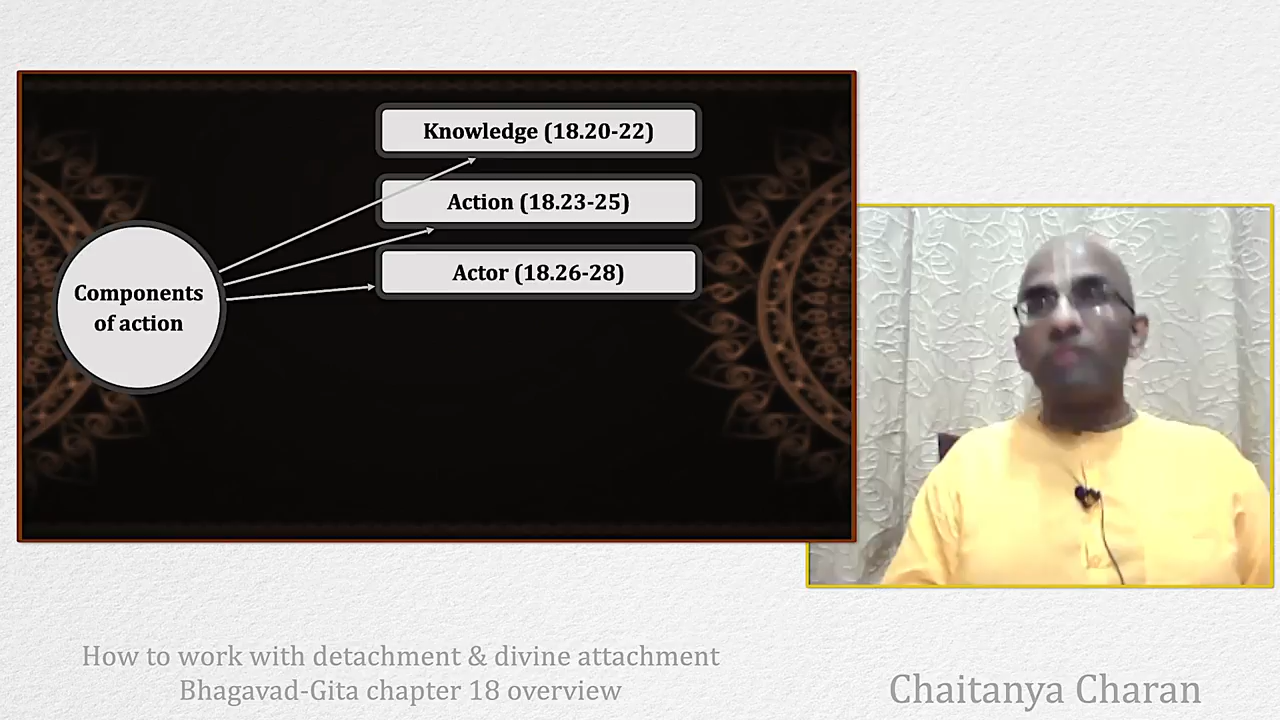 Knowledge (18.20-22)
Action (18.23-25)
Actor (18.26-28)
Components
of action
How to work with detachment & divine attachment
Bhagavad-Gita chapter 18 overview
Chaitanya Charan